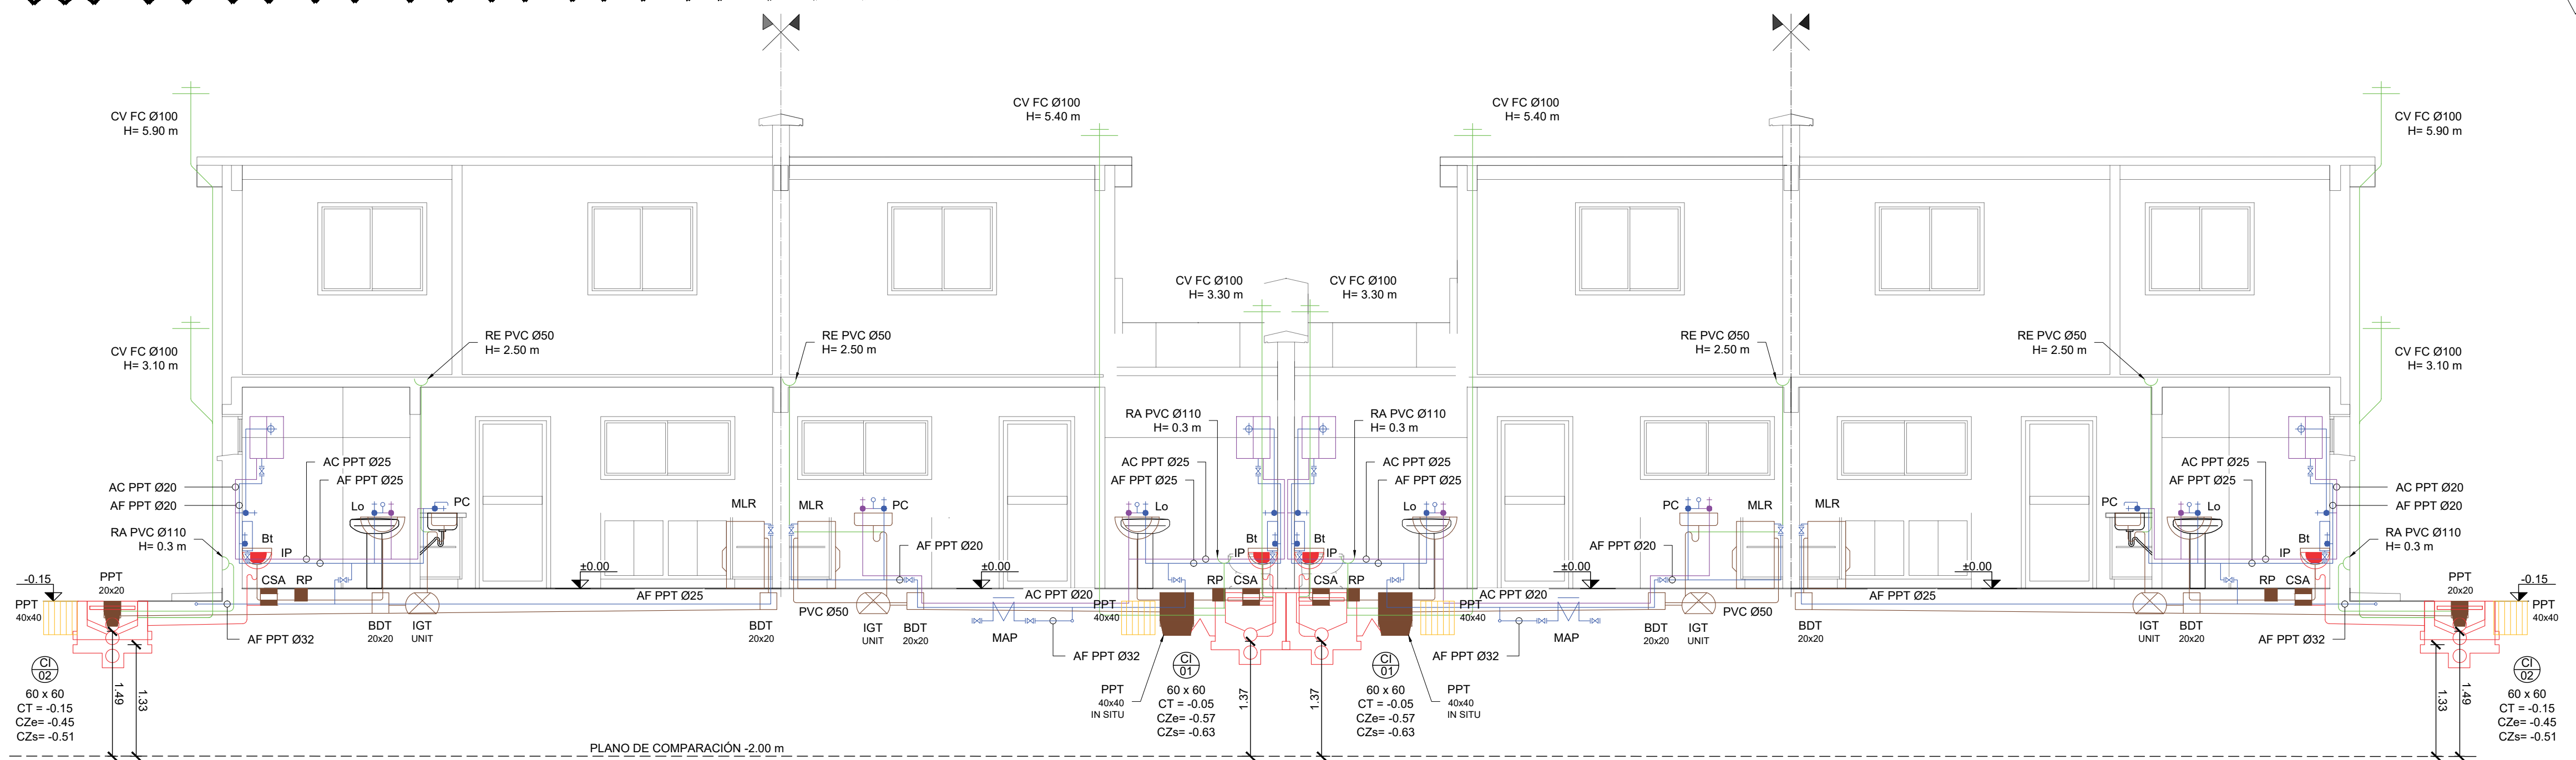 CV FC Ø100
H= 5.90 m
CV FC Ø100
H= 5.40 m
CV FC Ø100
H= 5.40 m
CV FC Ø100
H= 5.90 m
CV FC Ø100
H= 3.30 m
CV FC Ø100
H= 3.30 m
CV FC Ø100
H= 3.10 m
RE PVC Ø50
H= 2.50 m
RE PVC Ø50
H= 2.50 m
RE PVC Ø50
H= 2.50 m
RE PVC Ø50
H= 2.50 m
CV FC Ø100
H= 3.10 m
RA PVC Ø110
H= 0.3 m
RA PVC Ø110
H= 0.3 m
AC PPT Ø25
AF PPT Ø25
AC PPT Ø25
AF PPT Ø25
AC PPT Ø25
AF PPT Ø25
AC PPT Ø25
AF PPT Ø25
AC PPT Ø20
AF PPT Ø20
AC PPT Ø20
AF PPT Ø20
RA PVC Ø110
H= 0.3 m
RA PVC Ø110
H= 0.3 m
Lo
PC
MLR
MLR
PC
Lo
Lo
PC
MLR
MLR
PC
Lo
Bt
IP
Bt
IP
Bt
IP
Bt
IP
CSA
RP
RP
CSA
CSA
RP
RP
CSA
AF PPT Ø20
AF PPT Ø20
±0.00
±0.00
±0.00
±0.00
-0.15
-0.15
PPT
20x20
PPT
40x40
AF PPT Ø32
BDT
20x20
IGT
UNIT
AF PPT Ø25
BDT
20x20
PVC Ø50
IGT
UNIT
BDT
20x20
AC PPT Ø20
MAP
AF PPT Ø32
PPT
40x40
PPT
40x40
AC PPT Ø20
MAP
AF PPT Ø32
BDT
20x20
IGT
UNIT
PVC Ø50
BDT
20x20
AF PPT Ø25
IGT
UNIT
BDT
20x20
AF PPT Ø32
PPT
20x20
PPT
40x40
CI
02
60 x 60
CT = -0.15
CZe= -0.45
CZs= -0.51
1.49
1.33
PPT
40x40
IN SITU
CI
01
60 x 60
CT = -0.05
CZe= -0.57
CZs= -0.63
1.37
1.37
CI
01
60 x 60
CT = -0.05
CZe= -0.57
CZs= -0.63
PPT
40x40
IN SITU
1.33
1.49
CI
02
60 x 60
CT = -0.15
CZe= -0.45
CZs= -0.51
PLANO DE COMPARACIÓN -2.00 m